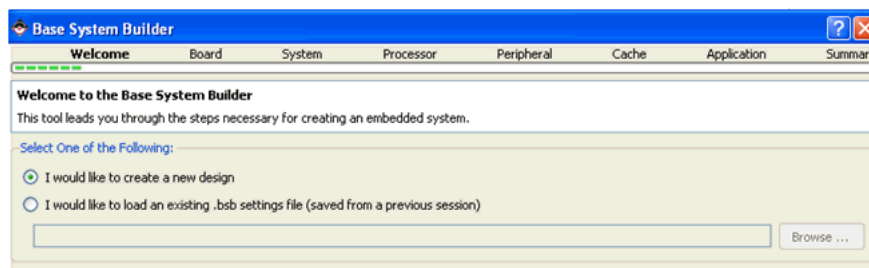 Base System Builder
Welcome Board System Processor Peripheral Cache Application Summar
Welcome to the Base System Builder
This tool leads you through the steps necessary for creating an embedded system.
Select One of the Following:
I would like to create a new design
I would like to load an existing .bsb settings file (saved from a previous session)
Browse ...